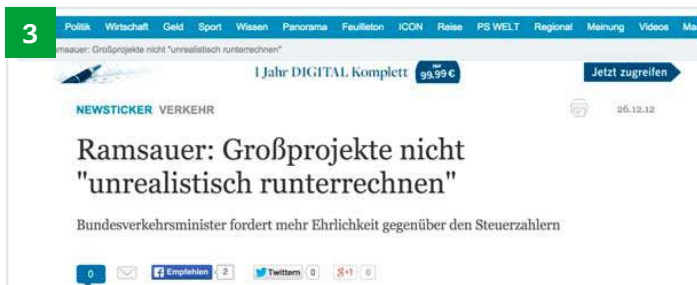 3
Politik Wirtschaft Geld Sport Wissen Panorama Feuilleton ICON Reise PS WELT Regional Meinung Videos
amsauer: Großprojekte nicht "unrealistisch runterrechnen"
1 Jahr DIGITAL Komplett nur 99.99 €
Jetzt zugreifen
NEWSTICKER VERKEHR
26.12.12
Ramsauer: Großprojekte nicht
"unrealistisch runterrechnen"
Bundesverkehrsminister fordert mehr Ehrlichkeit gegenüber den Steuerzahlern
0 Empfehlen 2 Twittern 0 g+1 0